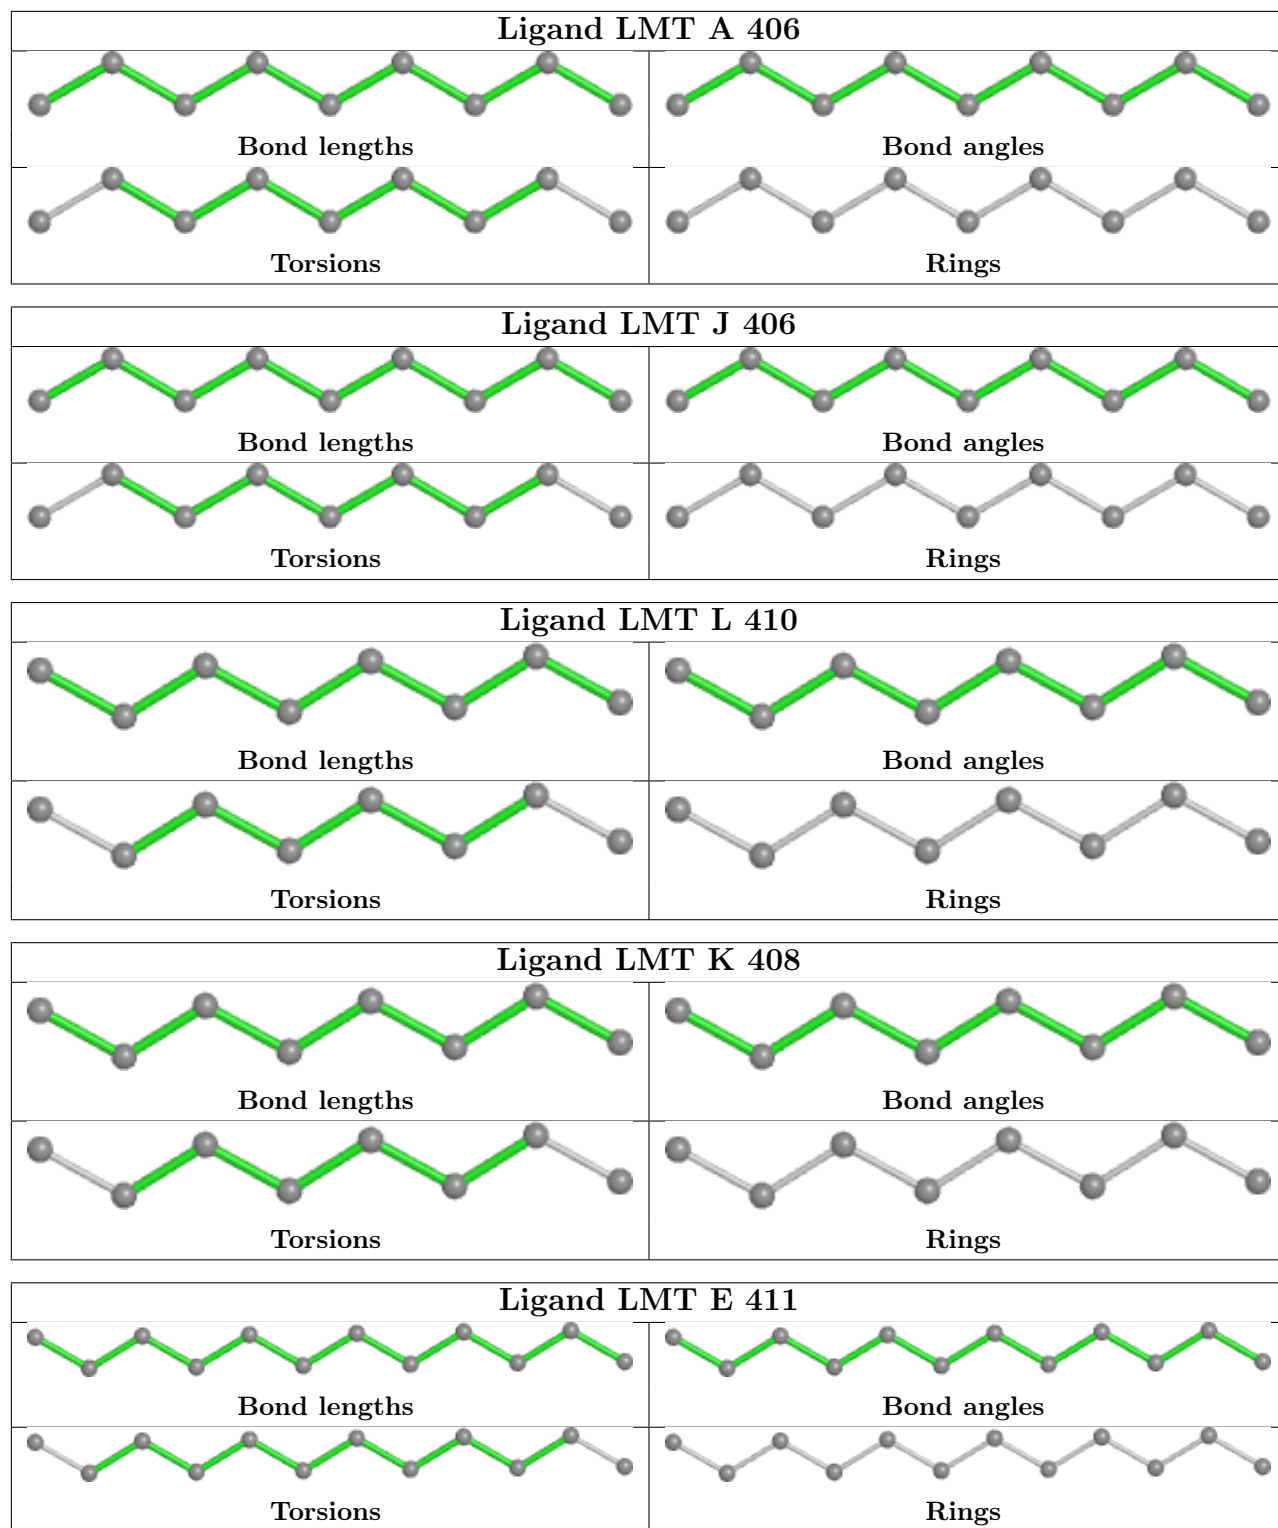 Ligand LMT A 406
Bond lengths Bond angles
Torsions Rings
Ligand LMT J 406
Bond lengths Bond angles
Torsions Rings
Ligand LMT L 410
Bond lengths Bond angles
Torsions Rings
Ligand LMT K 408
Bond lengths Bond angles
Torsions Rings
Ligand LMT E 411
Bond lengths Bond angles
Torsions Rings